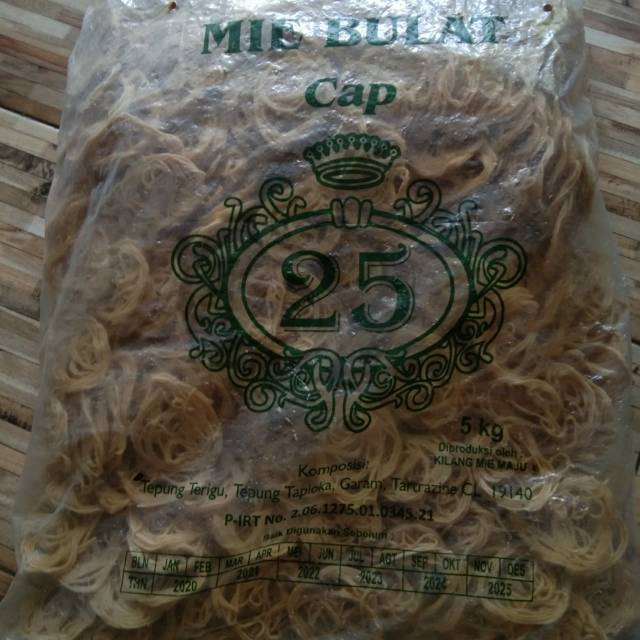 MIE BULAT
Cap
25
5 kg
Diproduksi oleh
KILANG MIE MAJU
Komposisi
Tepung Terigu, Tepung Tapioka, Garam, Tartrazine CL. 19140
P-IRT No. 2.06.1275.01.0345.21
Baik Digunakan Sebelum
BLN JAN FEB MAR APR MEI JUN JUL AGT SEP OKT NOV DES
THN 2020 2021 2022 2023 2024 2025